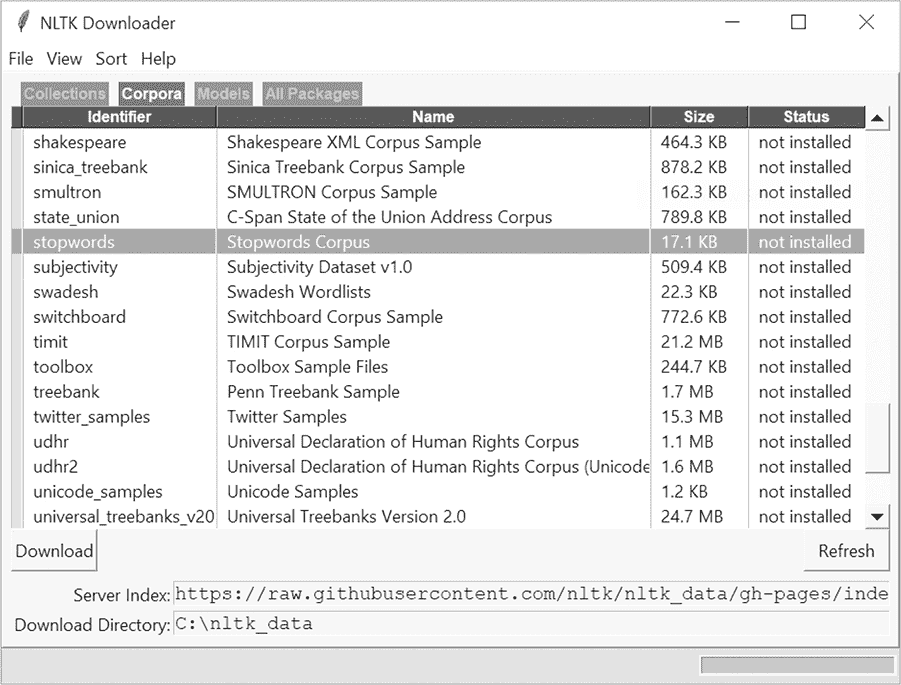 NLTK Downloader
File View Sort Help
Collections Corpora Models All Packages
Identifier Name Size Status
shakespeare Shakespeare XML Corpus Sample 464.3 KB not installed
sinica_treebank Sinica Treebank Corpus Sample 878.2 KB not installed
smultron SMULTRON Corpus Sample 162.3 KB not installed
state_union C-Span State of the Union Address Corpus 789.8 KB not installed
stopwords Stopwords Corpus 17.1 KB not installed
subjectivity Subjectivity Dataset v1.0 509.4 KB not installed
swadesh Swadesh Wordlists 22.3 KB not installed
switchboard Switchboard Corpus Sample 772.6 KB not installed
timit TIMIT Corpus Sample 21.2 MB not installed
toolbox Toolbox Sample Files 244.7 KB not installed
treebank Penn Treebank Sample 1.7 MB not installed
twitter_samples Twitter Samples 15.3 MB not installed
udhr Universal Declaration of Human Rights Corpus 1.1 MB not installed
udhr2 Universal Declaration of Human Rights Corpus (Unicode 1.6 MB not installed
unicode_samples Unicode Samples 1.2 KB not installed
universal_treebanks_v20 Universal Treebanks Version 2.0 24.7 MB not installed
Download Refresh
Server Index: https://raw.githubusercontent.com/nltk/nltk_data/gh-pages/inde
Download Directory: C:\nltk_data